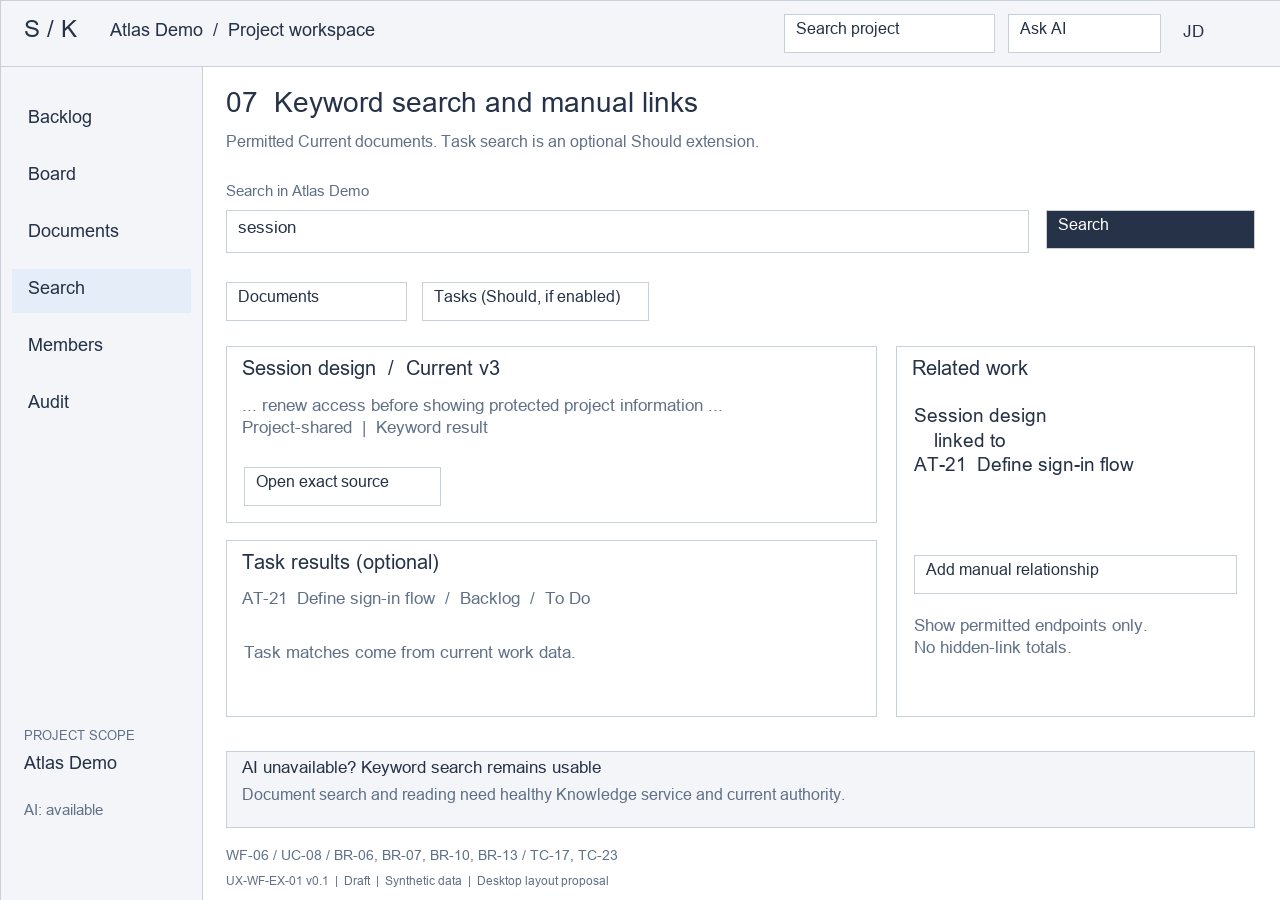 S / K
Atlas Demo / Project workspace
Search project
Ask AI
JD
Backlog
Board
Documents
Search
Members
Audit
PROJECT SCOPE
Atlas Demo
AI: available
07 Keyword search and manual links
Permitted Current documents. Task search is an optional Should extension.
Search in Atlas Demo
session
Search
Documents
Tasks (Should, if enabled)
Session design / Current v3
... renew access before showing protected project information ...
Project-shared | Keyword result
Open exact source
Task results (optional)
AT-21 Define sign-in flow / Backlog / To Do
Task matches come from current work data.
Related work
Session design
linked to
AT-21 Define sign-in flow
Add manual relationship
Show permitted endpoints only.
No hidden-link totals.
AI unavailable? Keyword search remains usable
Document search and reading need healthy Knowledge service and current authority.
WF-06 / UC-08 / BR-06, BR-07, BR-10, BR-13 / TC-17, TC-23
UX-WF-EX-01 v0.1 | Draft | Synthetic data | Desktop layout proposal